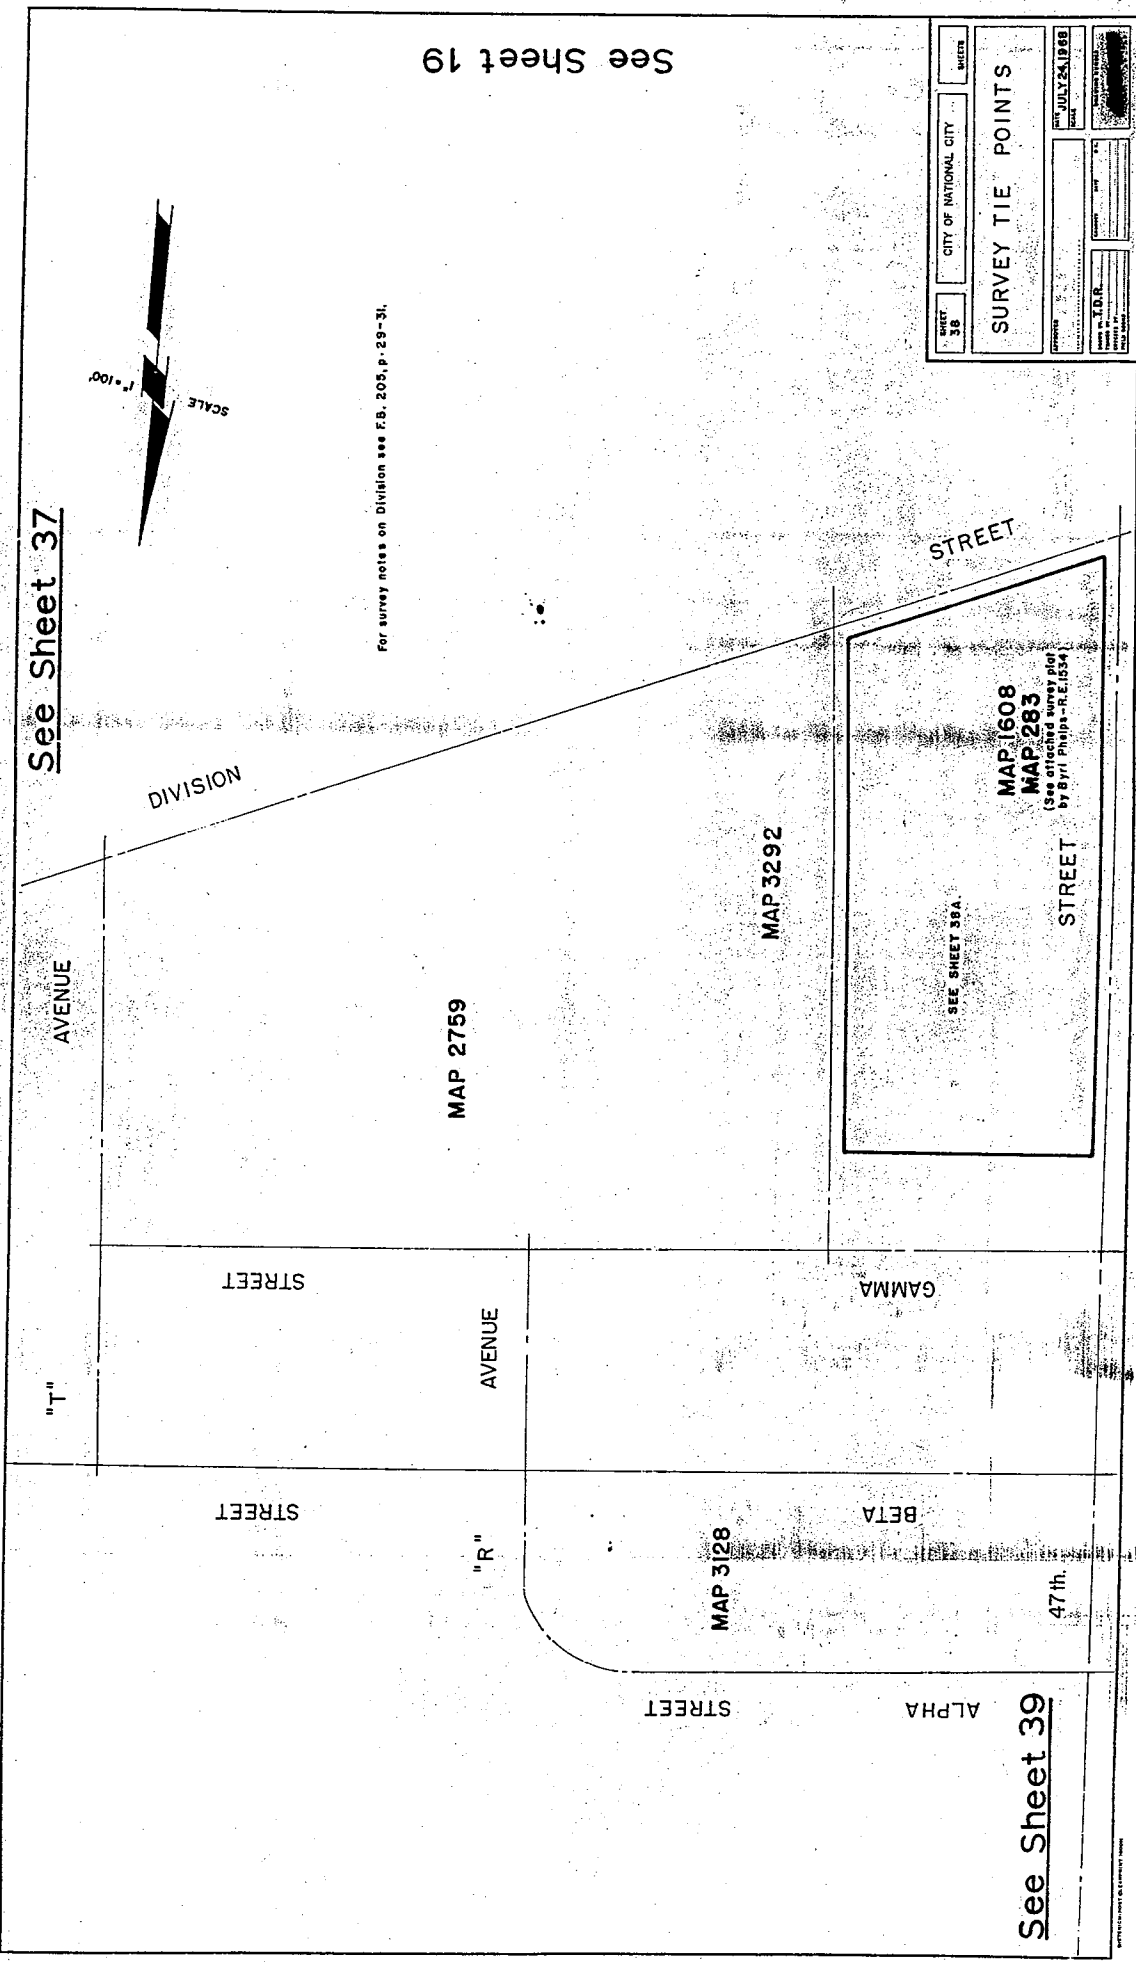 See Sheet 19
See Sheet 37
SCALE
1"=100'
For survey notes on Division see F.B. 205, p. 29-31.
SHEET
38
CITY OF NATIONAL CITY
SHEETS
SURVEY TIE POINTS
APPROVED
DATE JULY 24, 1968
SCALE
T.D.R.
DIVISION
STREET
AVENUE
"T"
MAP 2759
MAP 3292
MAP 1608
MAP 283
(See attached survey plat
by Byrl Phelps-R.E.1534)
SEE SHEET 38A.
STREET
47th.
STREET
GAMMA
AVENUE
"R"
STREET
BETA
MAP 3128
STREET
ALPHA
See Sheet 39